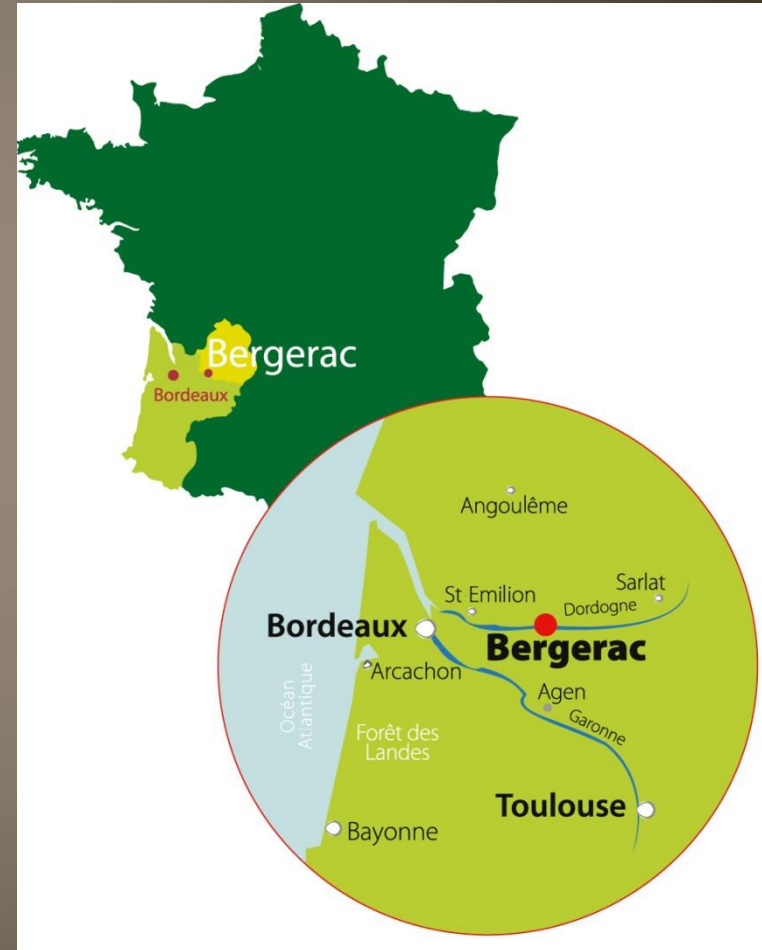 Bergerac
Bordeaux
Angoulême
St Emilion
Sarlat
Dordogne
Bordeaux
Bergerac
Arcachon
Océan
Atlantique
Agen
Garonne
Forêt des
Landes
Toulouse
Bayonne